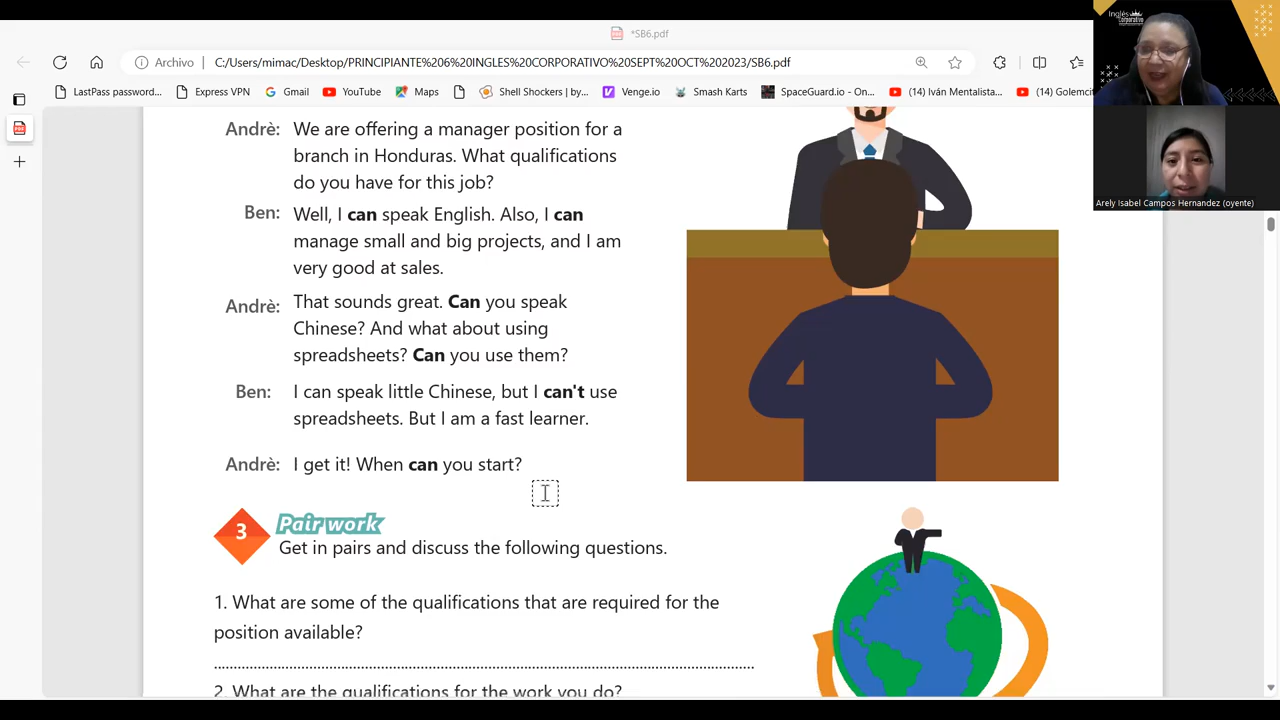 *SB6.pdf
Archivo
C:/Users/mimac/Desktop/PRINCIPIANTE%206%20INGLES%20CORPORATIVO%20SEPT%20OCT%202023/SB6.pdf
LastPass password...
Express VPN
Gmail
YouTube
Maps
Shell Shockers | by...
Venge.io
Smash Karts
SpaceGuard.io - On...
(14) Iván Mentalista...
(14) Golemcit
Inglés
Corporativo
Arely Isabel Campos Hernandez (oyente)
Andrè: We are offering a manager position for a
branch in Honduras. What qualifications
do you have for this job?
Ben: Well, I can speak English. Also, I can
manage small and big projects, and I am
very good at sales.
Andrè: That sounds great. Can you speak
Chinese? And what about using
spreadsheets? Can you use them?
Ben: I can speak little Chinese, but I can't use
spreadsheets. But I am a fast learner.
Andrè: I get it! When can you start?
3 Pair work
Get in pairs and discuss the following questions.
1. What are some of the qualifications that are required for the
position available?
2. What are the qualifications for the work you do?